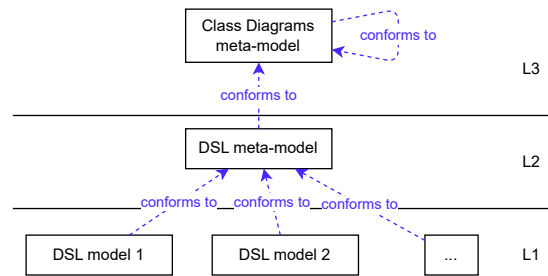 Class Diagrams
meta-model
conforms to
L3
conforms to
DSL meta-model
L2
conforms to
conforms to
conforms to
DSL model 1
DSL model 2
...
L1